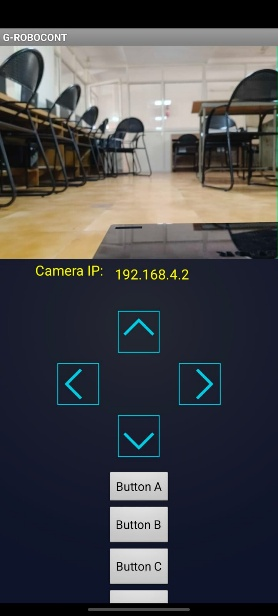 G-ROBOCONT
Camera IP: 192.168.4.2
Button A
Button B
Button C